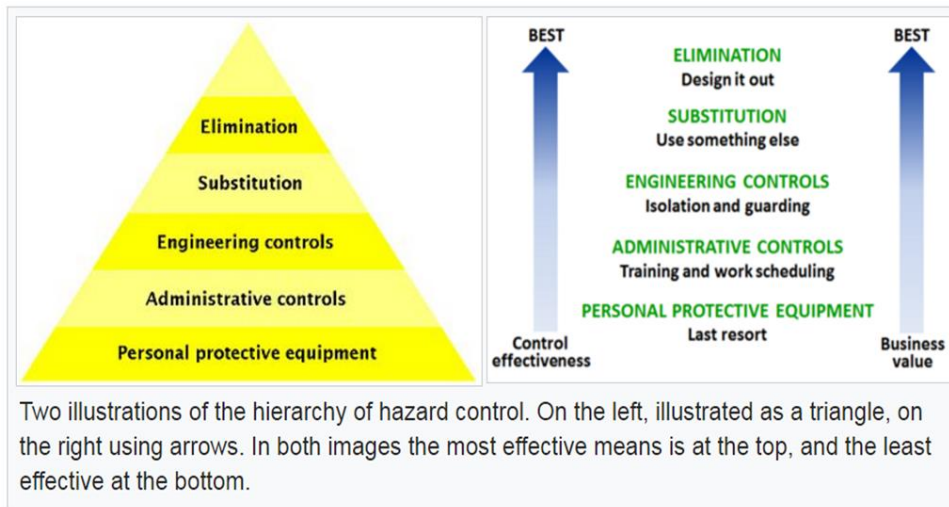 Elimination
Substitution
Engineering controls
Administrative controls
Personal protective equipment
BEST
BEST
ELIMINATION
Design it out
SUBSTITUTION
Use something else
ENGINEERING CONTROLS
Isolation and guarding
ADMINISTRATIVE CONTROLS
Training and work scheduling
PERSONAL PROTECTIVE EQUIPMENT
Last resort
Control
effectiveness
Business
value
Two illustrations of the hierarchy of hazard control. On the left, illustrated as a triangle, on
the right using arrows. In both images the most effective means is at the top, and the least
effective at the bottom.